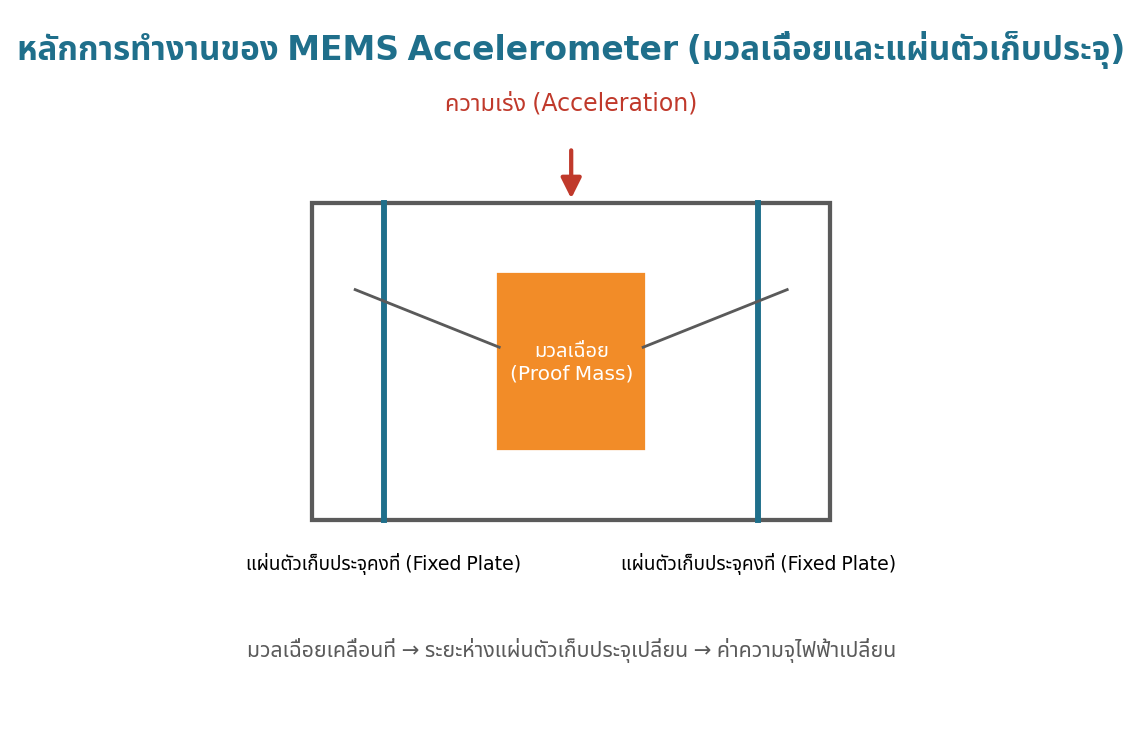 หลักการทำงานของ MEMS Accelerometer (มวลเฉื่อยและแผ่นตัวเก็บประจุ)
ความเร่ง (Acceleration)
มวลเฉื่อย
(Proof Mass)
แผ่นตัวเก็บประจุคงที่ (Fixed Plate)
แผ่นตัวเก็บประจุคงที่ (Fixed Plate)
มวลเฉื่อยเคลื่อนที่ → ระยะห่างแผ่นตัวเก็บประจุเปลี่ยน → ค่าความจุไฟฟ้าเปลี่ยน